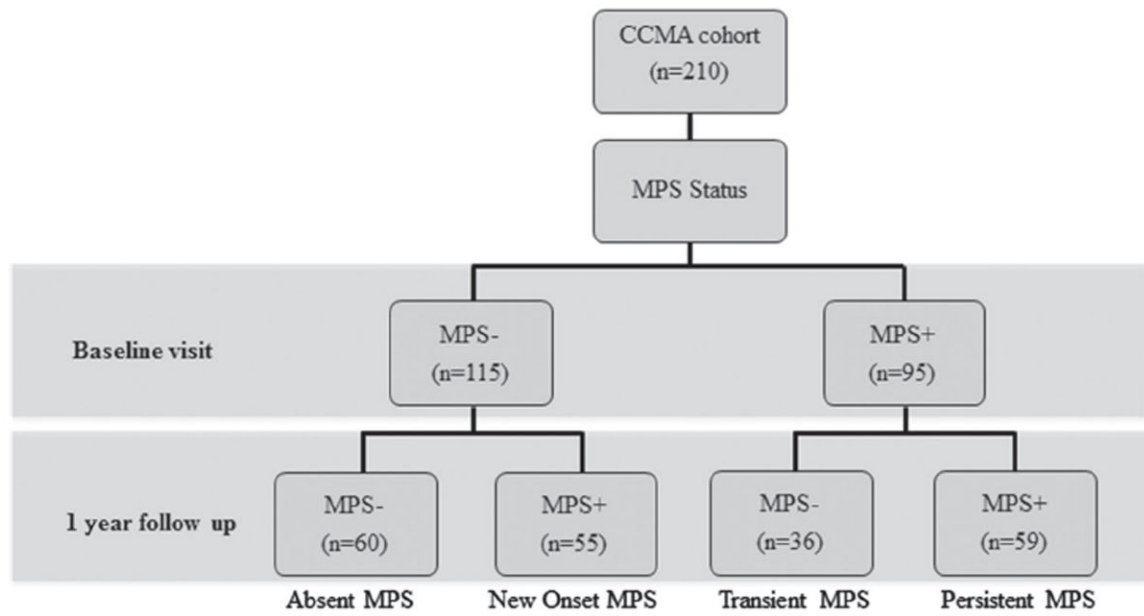 CCMA cohort
(n=210)
MPS Status
Baseline visit
MPS-
(n=115)
MPS+
(n=95)
1 year follow up
MPS-
(n=60)
MPS+
(n=55)
MPS-
(n=36)
MPS+
(n=59)
Absent MPS
New Onset MPS
Transient MPS
Persistent MPS